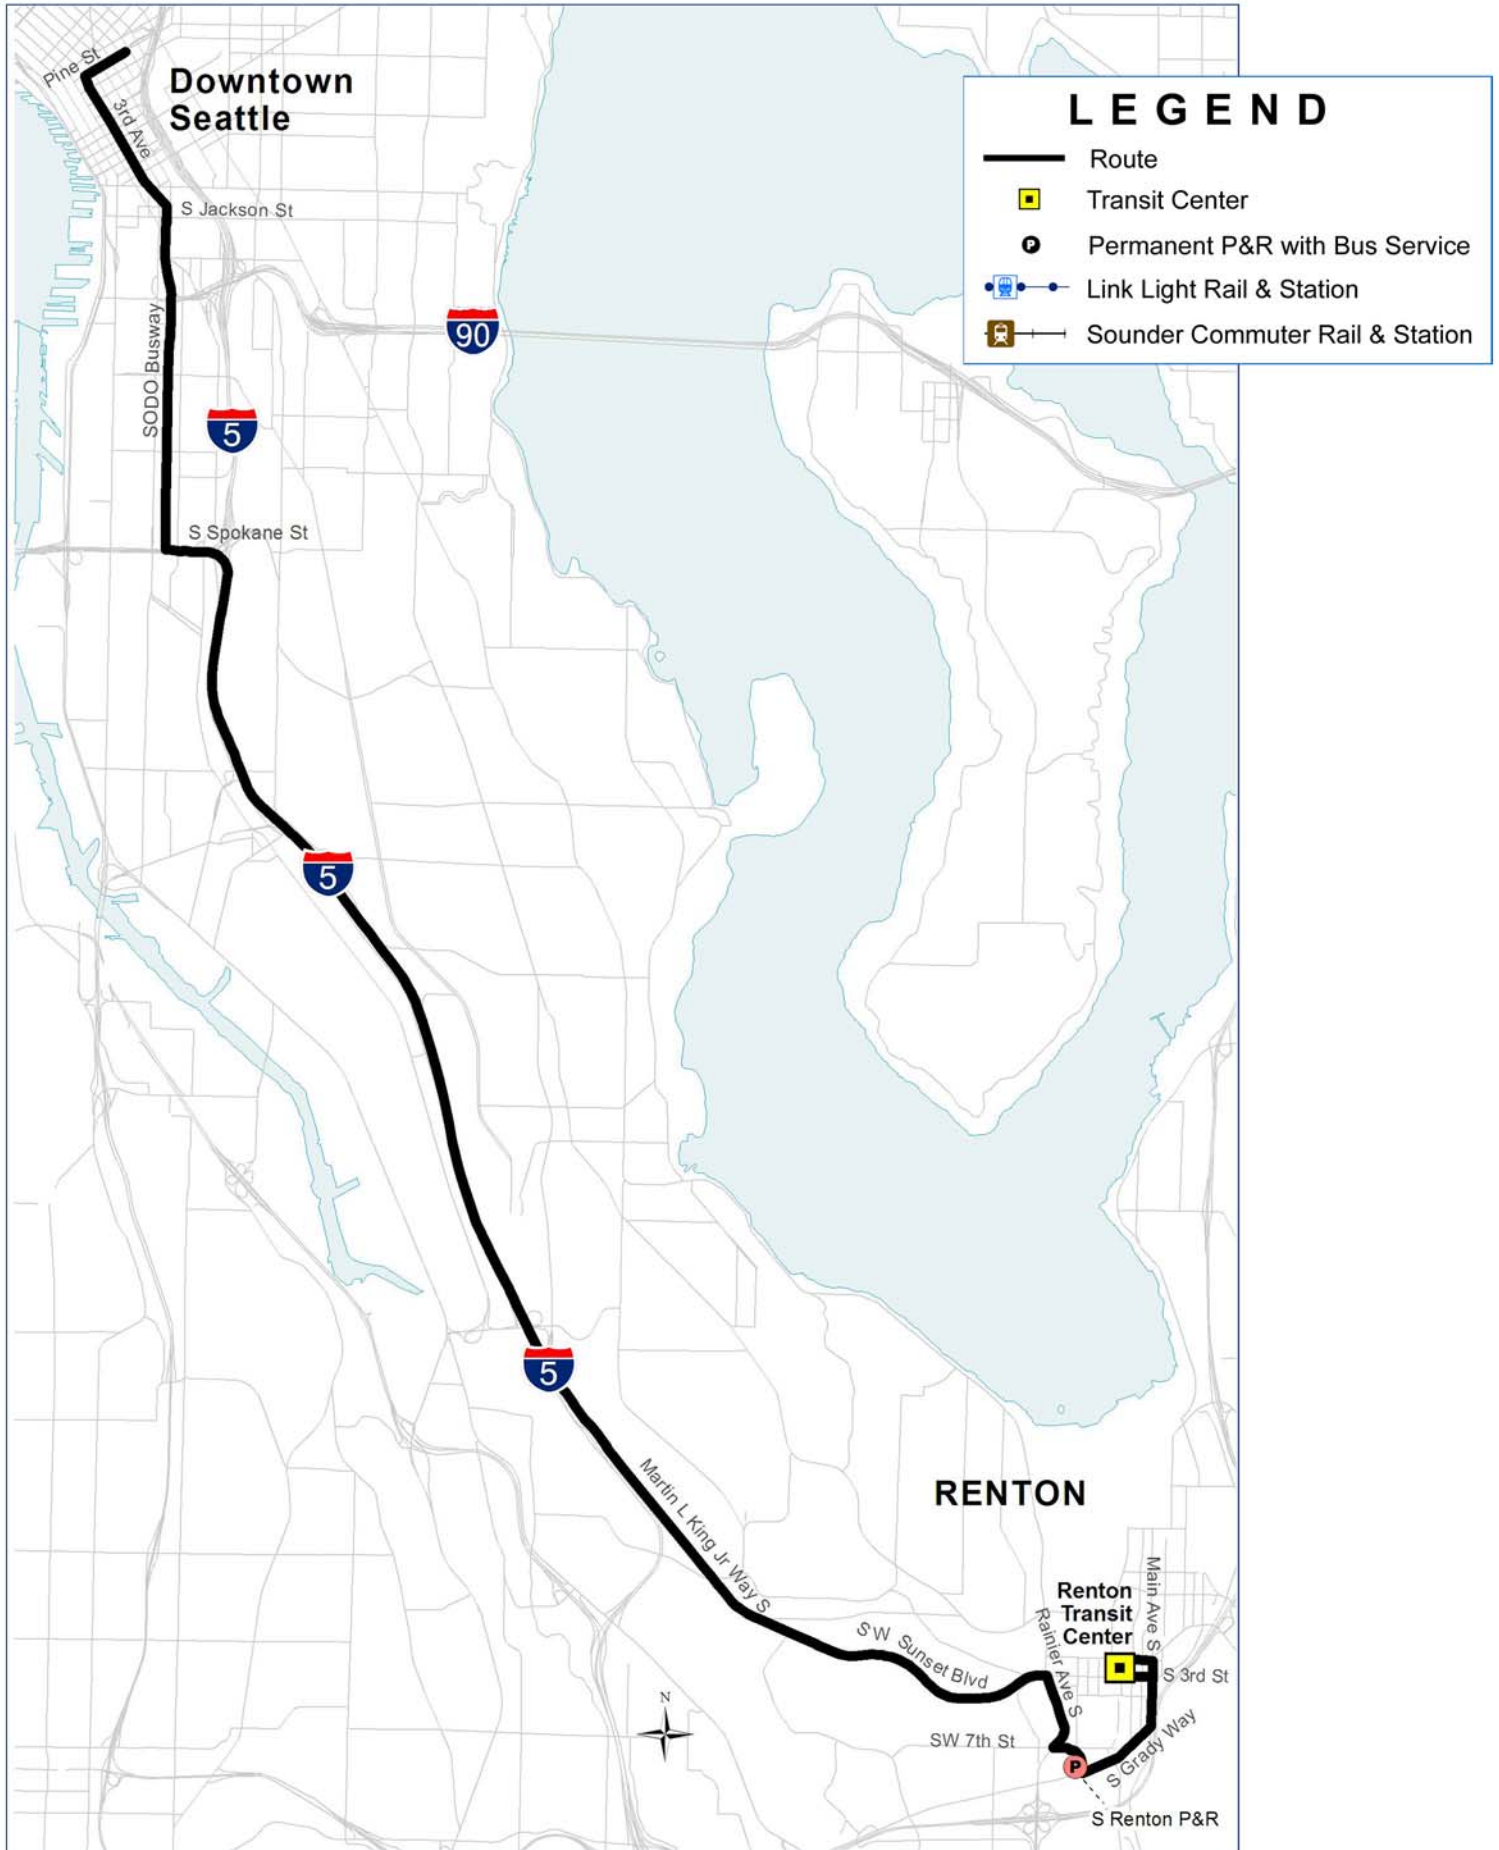 Pine St
Downtown
Seattle
3rd Ave
S Jackson St
LEGEND
Route
Transit Center
P
Permanent P&R with Bus Service
Link Light Rail & Station
Sounder Commuter Rail & Station
90
SODO Busway
5
S Spokane St
5
5
Martin L King Jr Way S
RENTON
Renton
Transit
Center
Main Ave S
Rainier Ave S
SW Sunset Blvd
S 3rd St
N
SW 7th St
S Grady Way
P
S Renton P&R